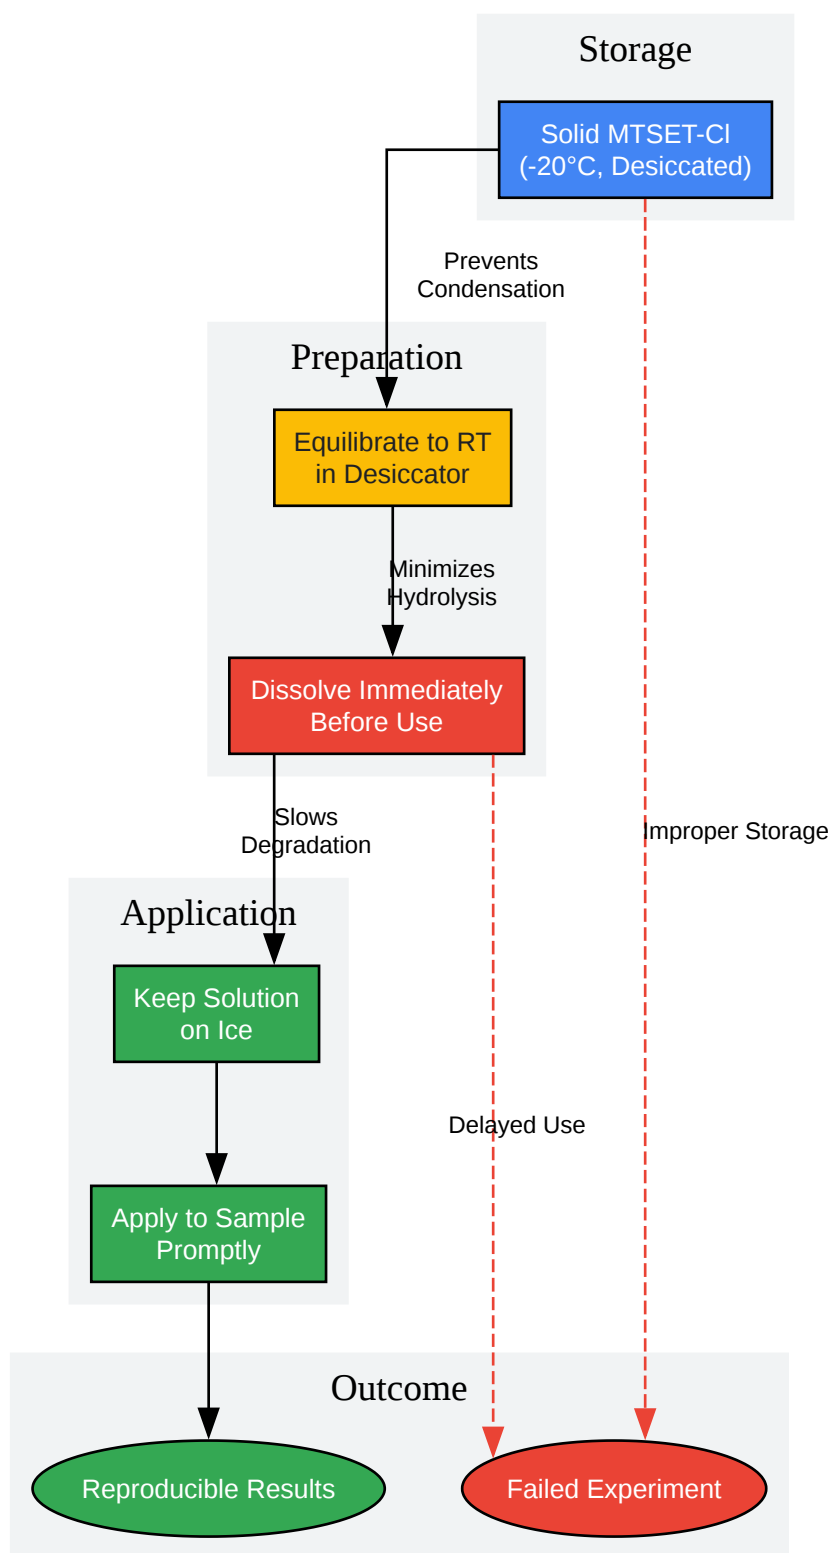 Storage
Solid MTSET-Cl
(-20°C, Desiccated)
Prevents
Condensation
Preparation
Equilibrate to RT
in Desiccator
Minimizes
Hydrolysis
Dissolve Immediately
Before Use
Slows
Degradation
Improper Storage
Application
Keep Solution
on Ice
Delayed Use
Apply to Sample
Promptly
Outcome
Reproducible Results
Failed Experiment